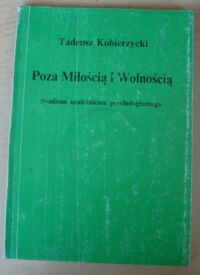 Tadeusz Kobierzycki
Poza Miłością i Wolnością
Syndrom uzależnienia psychologicznego